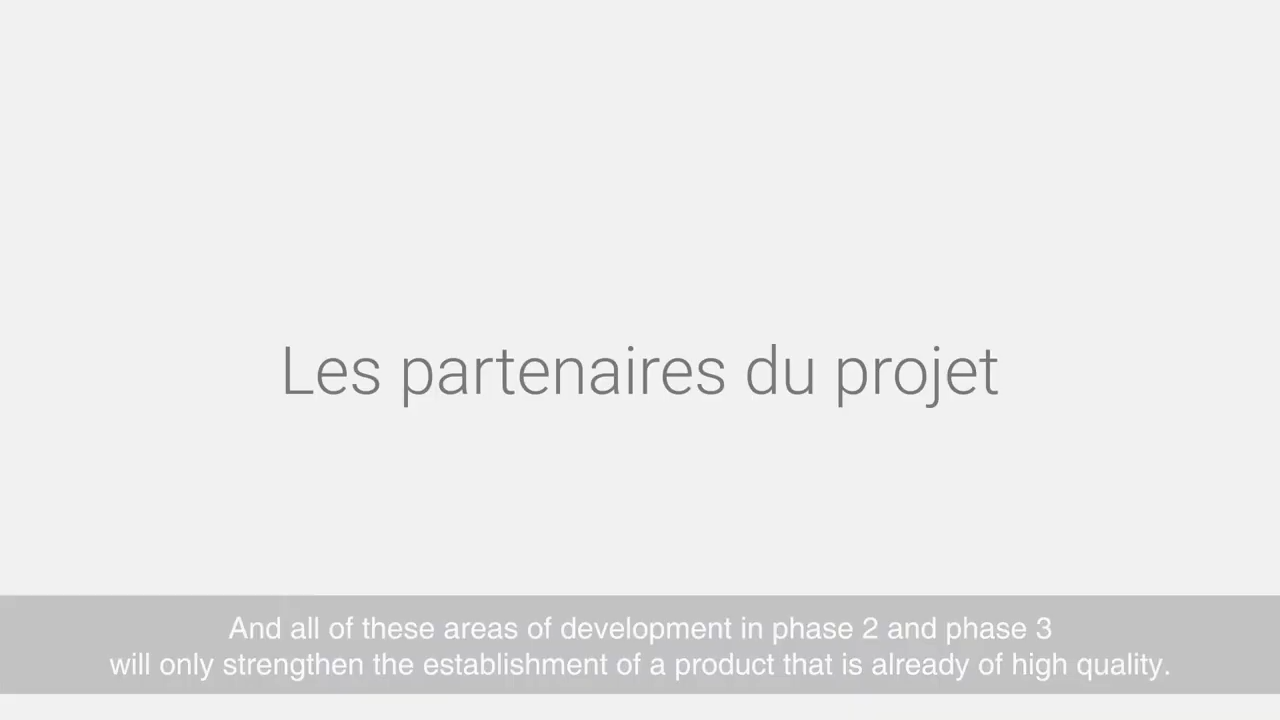 Les partenaires du projet
And all of these areas of development in phase 2 and phase 3
will only strengthen the establishment of a product that is already of high quality.